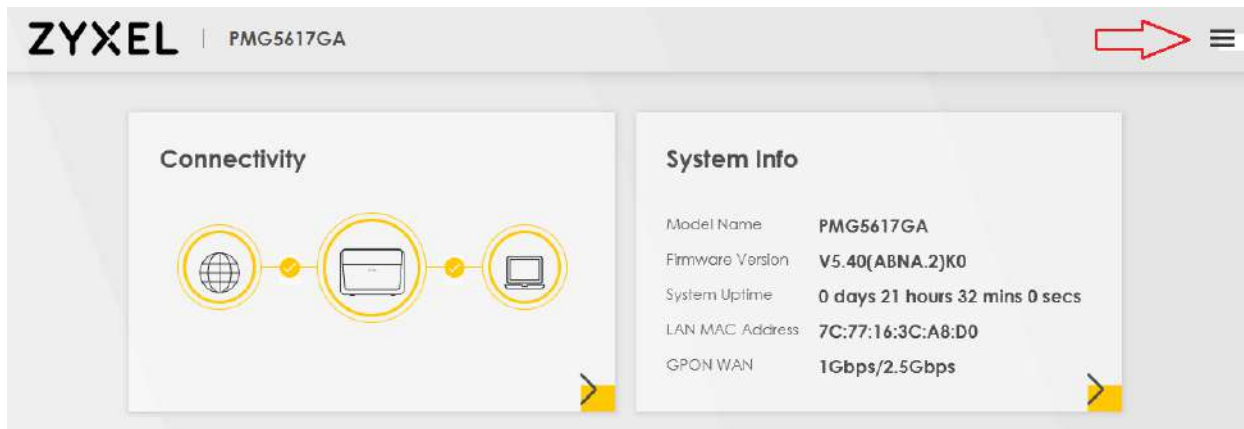 ZYXEL | PMG5617GA
Connectivity
System Info
Model Name PMG5617GA
Firmware Version V5.40(ABNA.2)K0
System Uptime 0 days 21 hours 32 mins 0 secs
LAN MAC Address 7C:77:16:3C:A8:D0
GPON WAN 1Gbps/2.5Gbps